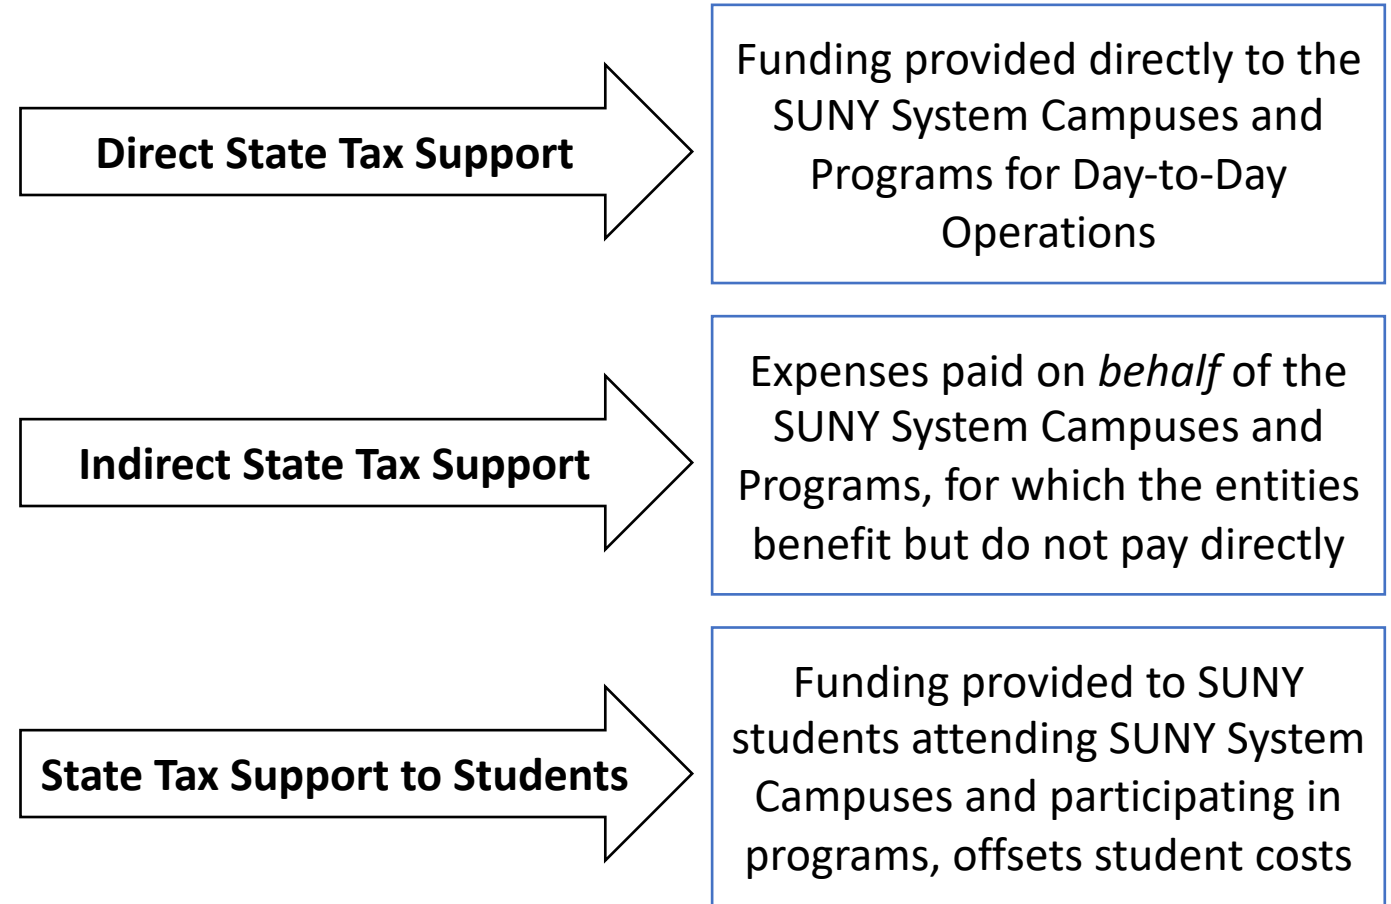 Direct State Tax Support
Funding provided directly to the
SUNY System Campuses and
Programs for Day-to-Day
Operations
Indirect State Tax Support
Expenses paid on behalf of the
SUNY System Campuses and
Programs, for which the entities
benefit but do not pay directly
State Tax Support to Students
Funding provided to SUNY
students attending SUNY System
Campuses and participating in
programs, offsets student costs